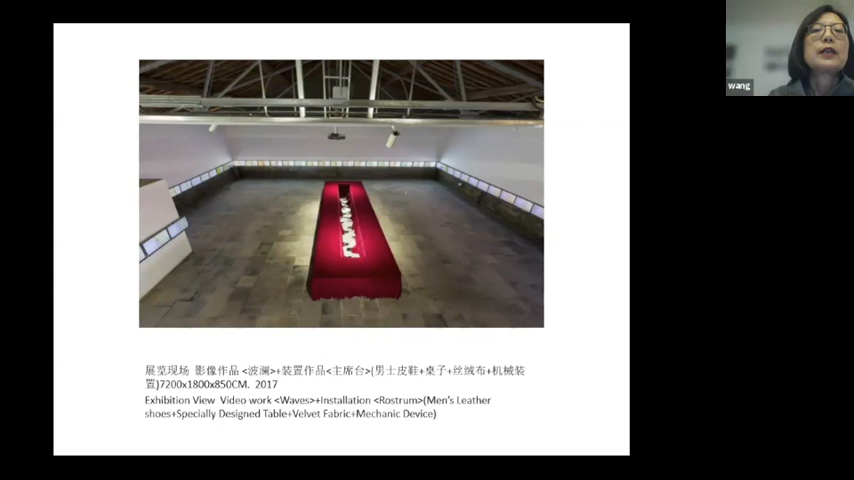 wang
展览现场 影像作品 <波澜>+装置作品<主席台>(男士皮鞋+桌子+丝绒布+机械装
置)7200x1800x850CM. 2017
Exhibition View Video work <Waves>+Installation <Rostrum>(Men's Leather
shoes+Specially Designed Table+Velvet Fabric+Mechanic Device)